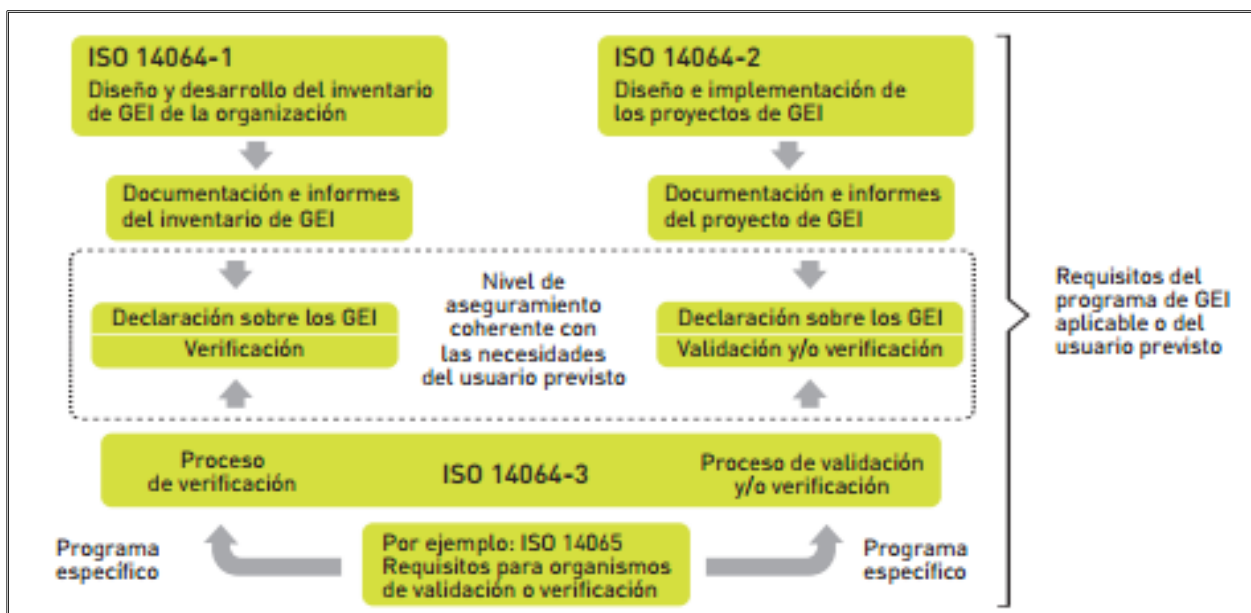 ISO 14064-1
Diseño y desarrollo del inventario
de GEI de la organización
ISO 14064-2
Diseño e implementación de
los proyectos de GEI
Documentación e informes
del inventario de GEI
Documentación e informes
del proyecto de GEI
Declaración sobre los GEI
Verificación
Nivel de
aseguramiento
coherente con
las necesidades
del usuario previsto
Declaración sobre los GEI
Validación y/o verificación
Requisitos del
programa de GEI
aplicable o del
usuario previsto
Proceso
de verificación
ISO 14064-3
Proceso de validación
y/o verificación
Programa
específico
Por ejemplo: ISO 14065
Requisitos para organismos
de validación o verificación
Programa
específico